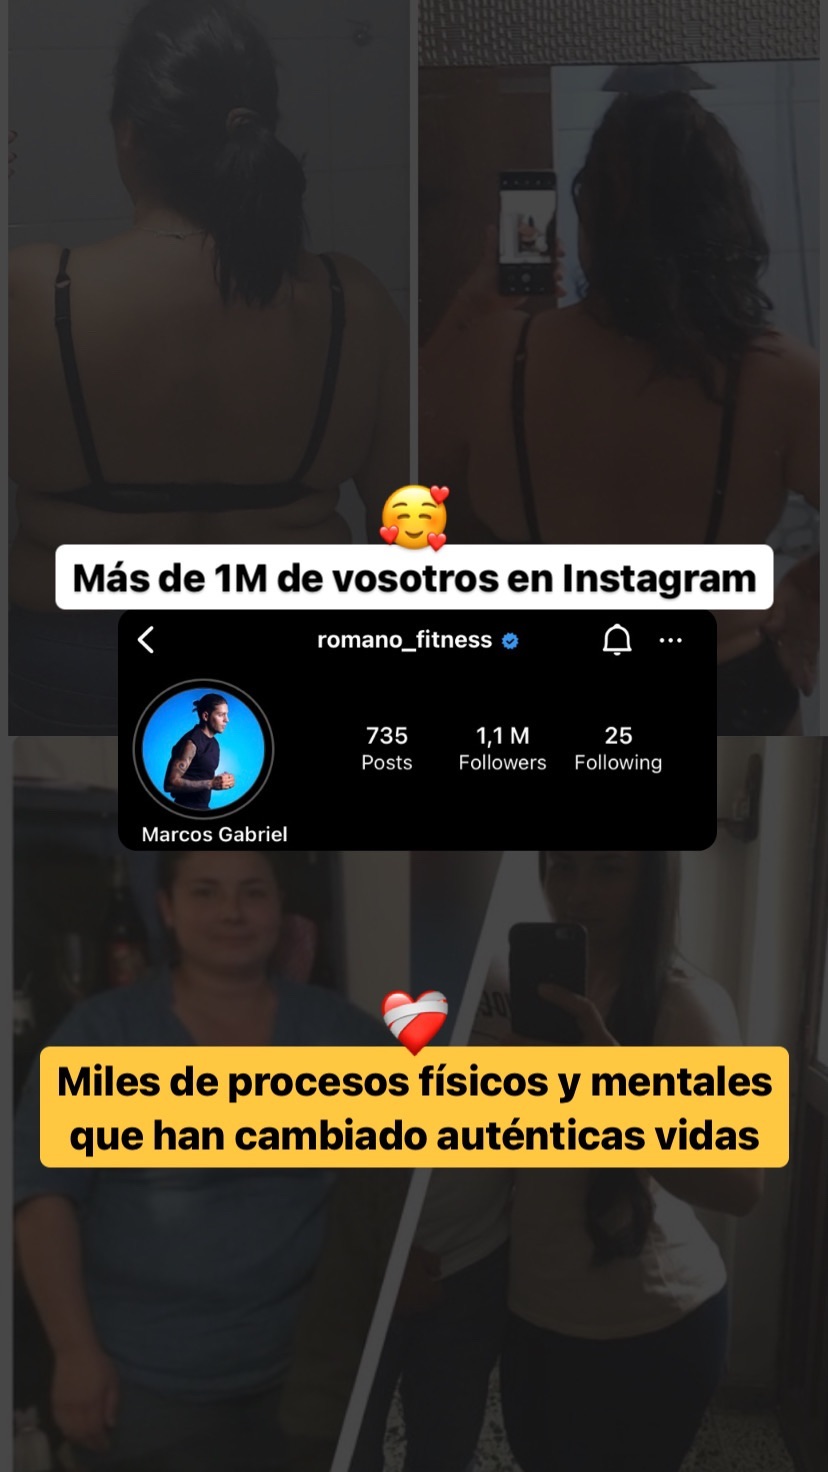 Más de 1M de vosotros en Instagram
romano_fitness
735 1,1 M 25
Posts Followers Following
Marcos Gabriel
Miles de procesos físicos y mentales
que han cambiado auténticas vidas